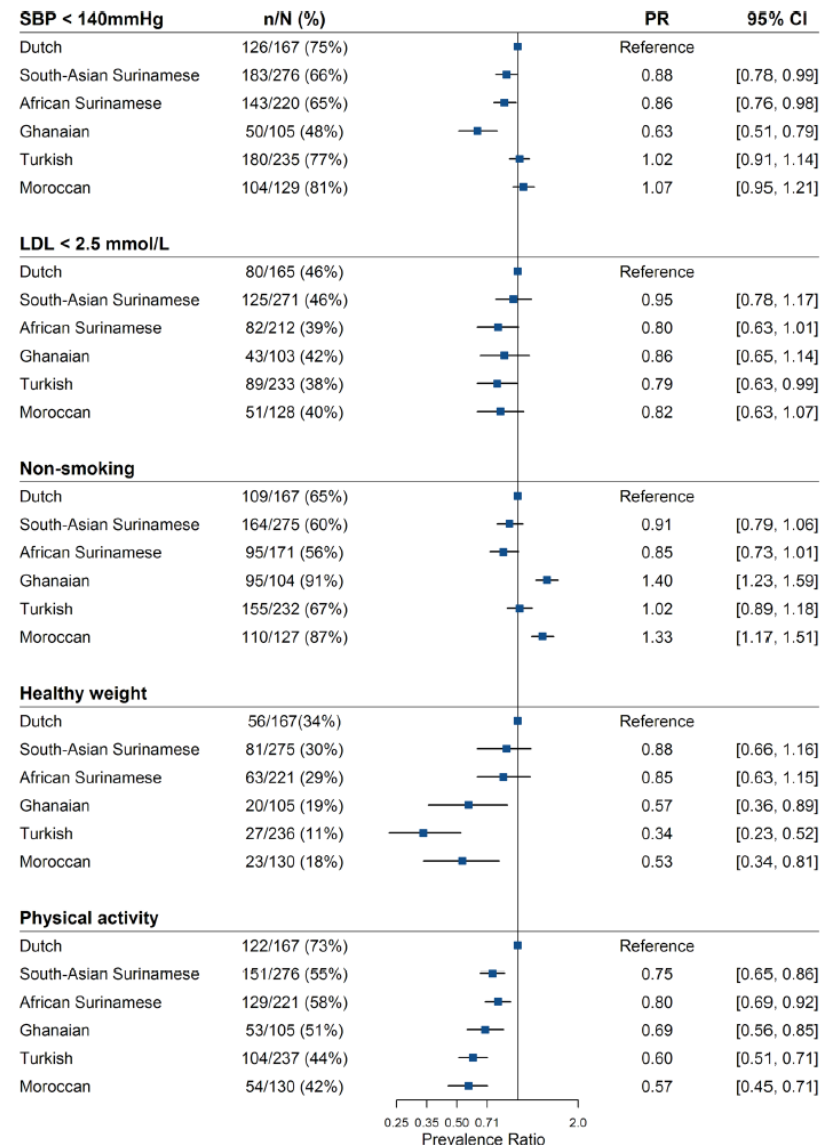 SBP < 140mmHg n/N (%) PR 95% CI
Dutch 126/167 (75%) Reference
South-Asian Surinamese 183/276 (66%) 0.88 [0.78, 0.99]
African Surinamese 143/220 (65%) 0.86 [0.76, 0.98]
Ghanaian 50/105 (48%) 0.63 [0.51, 0.79]
Turkish 180/235 (77%) 1.02 [0.91, 1.14]
Moroccan 104/129 (81%) 1.07 [0.95, 1.21]
LDL < 2.5 mmol/L
Dutch 80/165 (46%) Reference
South-Asian Surinamese 125/271 (46%) 0.95 [0.78, 1.17]
African Surinamese 82/212 (39%) 0.80 [0.63, 1.01]
Ghanaian 43/103 (42%) 0.86 [0.65, 1.14]
Turkish 89/233 (38%) 0.79 [0.63, 0.99]
Moroccan 51/128 (40%) 0.82 [0.63, 1.07]
Non-smoking
Dutch 109/167 (65%) Reference
South-Asian Surinamese 164/275 (60%) 0.91 [0.79, 1.06]
African Surinamese 95/171 (56%) 0.85 [0.73, 1.01]
Ghanaian 95/104 (91%) 1.40 [1.23, 1.59]
Turkish 155/232 (67%) 1.02 [0.89, 1.18]
Moroccan 110/127 (87%) 1.33 [1.17, 1.51]
Healthy weight
Dutch 56/167(34%) Reference
South-Asian Surinamese 81/275 (30%) 0.88 [0.66, 1.16]
African Surinamese 63/221 (29%) 0.85 [0.63, 1.15]
Ghanaian 20/105 (19%) 0.57 [0.36, 0.89]
Turkish 27/236 (11%) 0.34 [0.23, 0.52]
Moroccan 23/130 (18%) 0.53 [0.34, 0.81]
Physical activity
Dutch 122/167 (73%) Reference
South-Asian Surinamese 151/276 (55%) 0.75 [0.65, 0.86]
African Surinamese 129/221 (58%) 0.80 [0.69, 0.92]
Ghanaian 53/105 (51%) 0.69 [0.56, 0.85]
Turkish 104/237 (44%) 0.60 [0.51, 0.71]
Moroccan 54/130 (42%) 0.57 [0.45, 0.71]
0.25 0.35 0.50 0.71 2.0
Prevalence Ratio